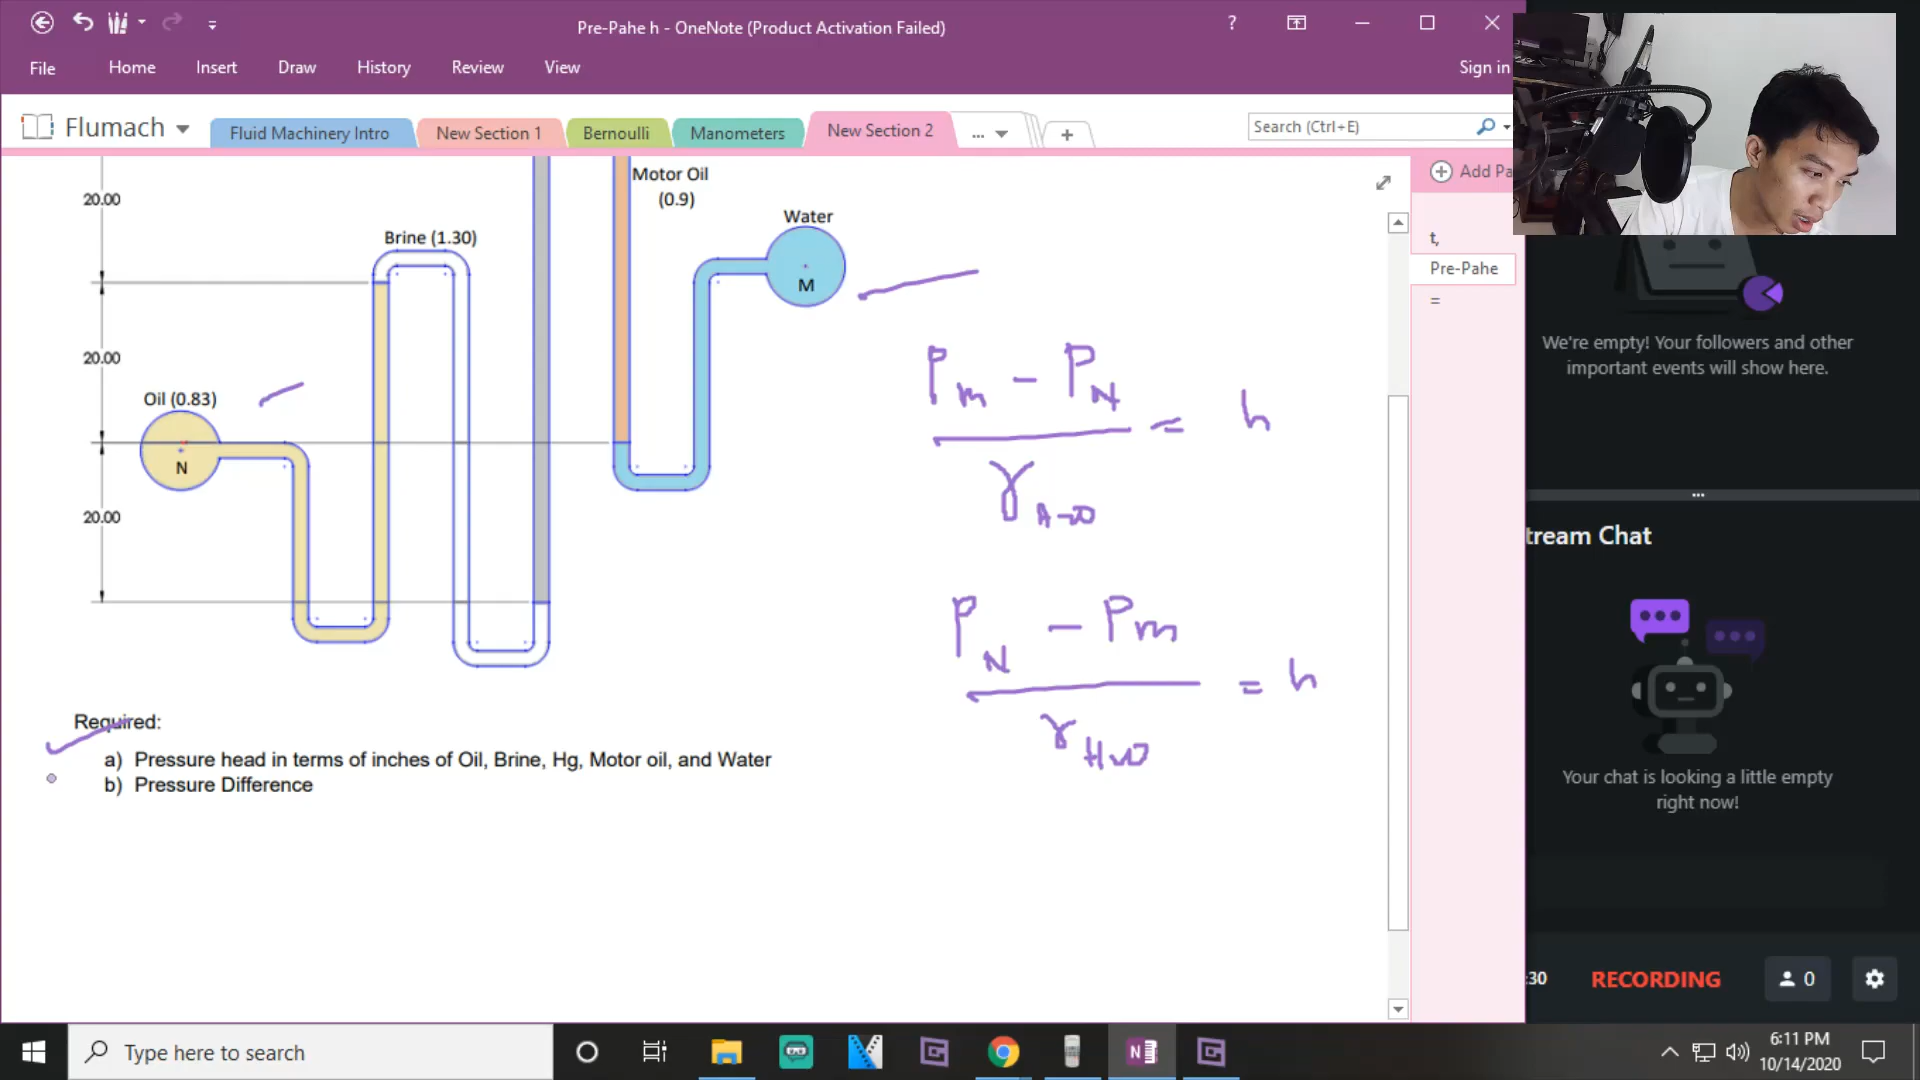 Pre-Pahe h - OneNote (Product Activation Failed)
?
File
Home
Insert
Draw
History
Review
View
Sign in
Flumach
Fluid Machinery Intro
New Section 1
Bernoulli
Manometers
New Section 2
...
+
Search (Ctrl+E)
Add Pa
t,
Pre-Pahe
=
20.00
Motor Oil
(0.9)
Water
M
Brine (1.30)
20.00
Oil (0.83)
N
20.00
Pm - PN
= h
γH2O
PN - Pm
= h
γH2O
Required:
a) Pressure head in terms of inches of Oil, Brine, Hg, Motor oil, and Water
b) Pressure Difference
We're empty! Your followers and other
important events will show here.
...
tream Chat
Your chat is looking a little empty
right now!
:30
RECORDING
0
Type here to search
N
6:11 PM
10/14/2020